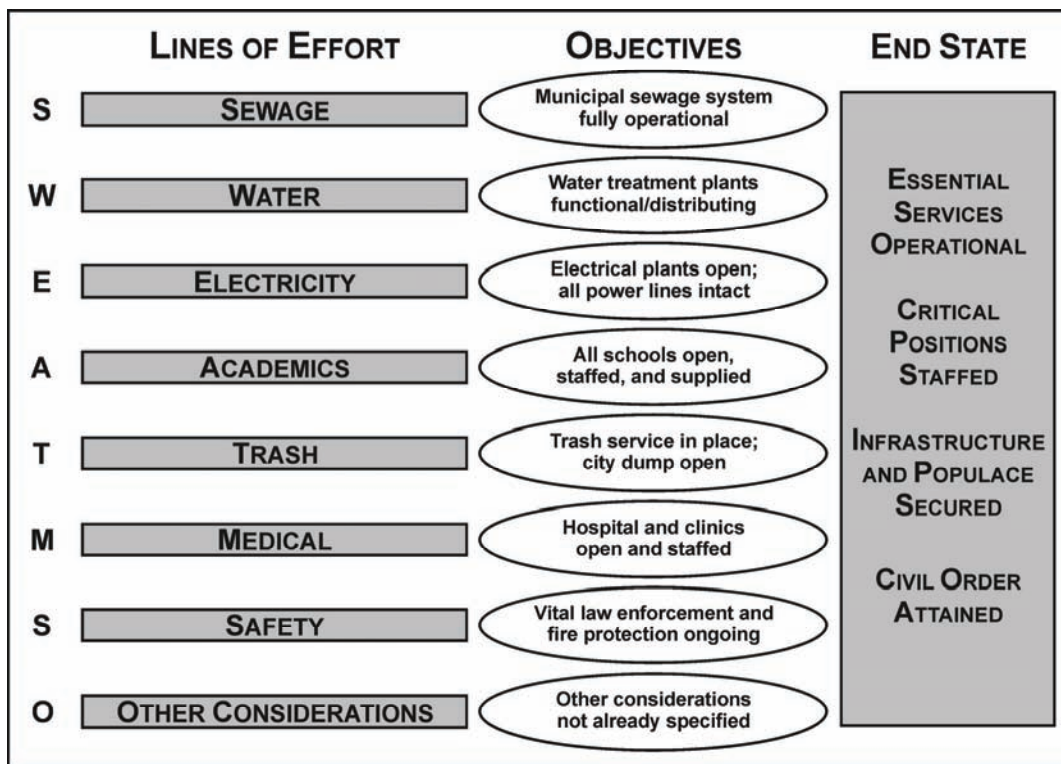 LINES OF EFFORT OBJECTIVES END STATE
S SEWAGE Municipal sewage system
fully operational
W WATER Water treatment plants
functional/distributing
E ELECTRICITY Electrical plants open;
all power lines intact
A ACADEMICS All schools open,
staffed, and supplied
T TRASH Trash service in place;
city dump open
M MEDICAL Hospital and clinics
open and staffed
S SAFETY Vital law enforcement and
fire protection ongoing
O OTHER CONSIDERATIONS Other considerations
not already specified
ESSENTIAL
SERVICES
OPERATIONAL
CRITICAL
POSITIONS
STAFFED
INFRASTRUCTURE
AND POPULACE
SECURED
CIVIL ORDER
ATTAINED